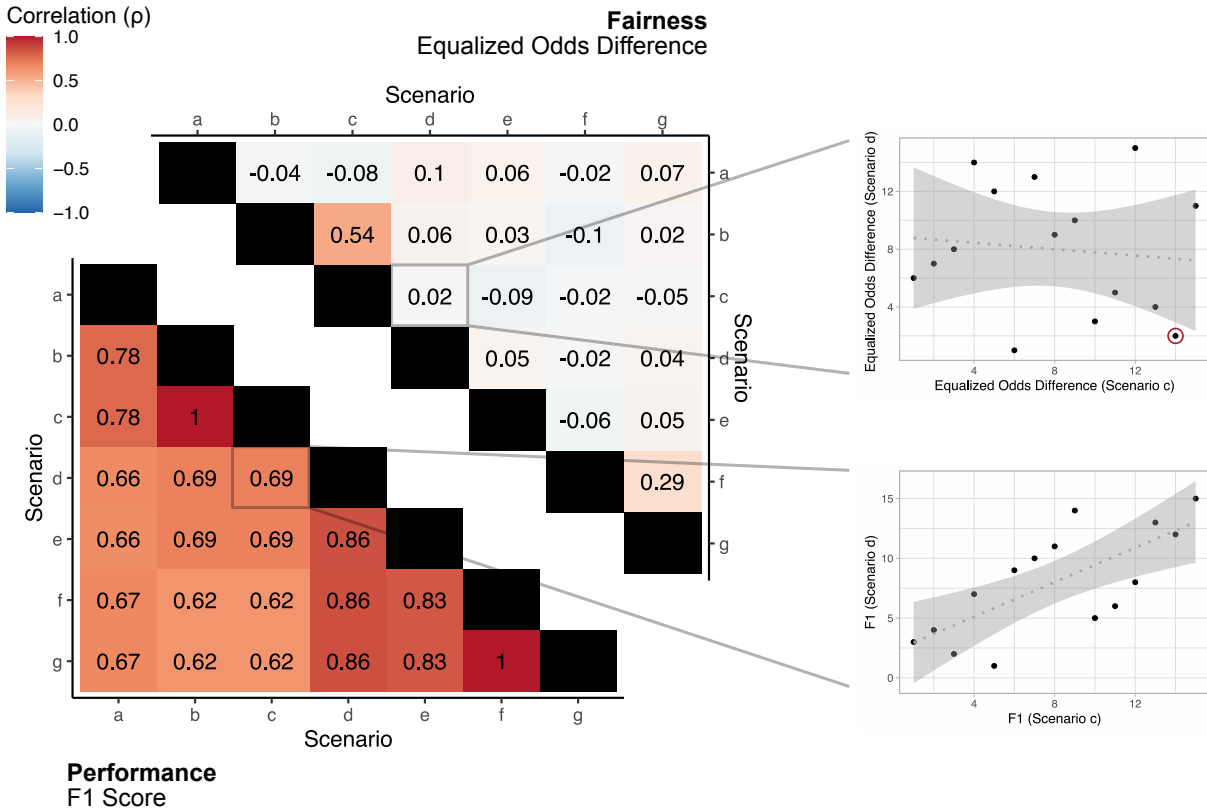 Correlation (ρ)
1.0
0.5
0.0
−0.5
−1.0
Fairness
Equalized Odds Difference
Scenario
a b c d e f g
-0.04 -0.08 0.1 0.06 -0.02 0.07 a
0.54 0.06 0.03 -0.1 0.02 b
0.02 -0.09 -0.02 -0.05 c
0.05 -0.02 0.04 d
-0.06 0.05 e
0.29 f
g
Scenario
a
b 0.78
c 0.78 1
d 0.66 0.69 0.69
e 0.66 0.69 0.69 0.86
f 0.67 0.62 0.62 0.86 0.83
g 0.67 0.62 0.62 0.86 0.83 1
Scenario
a b c d e f g
Scenario
Performance
F1 Score
Equalized Odds Difference (Scenario d)
12
8
4
4 8 12
Equalized Odds Difference (Scenario c)
F1 (Scenario d)
15
10
5
0
4 8 12
F1 (Scenario c)